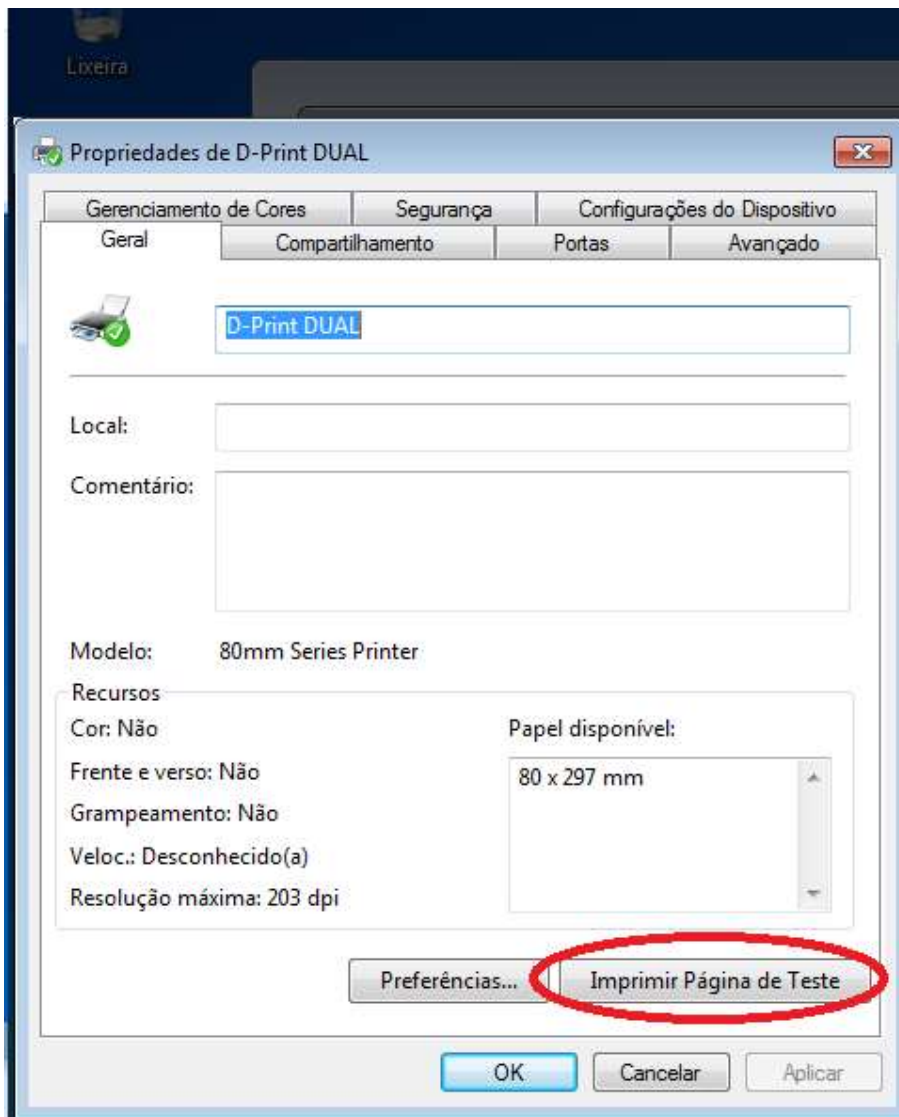 Lixeira
Propriedades de D-Print DUAL
Gerenciamento de Cores
Segurança
Configurações do Dispositivo
Geral
Compartilhamento
Portas
Avançado
D-Print DUAL
Local:
Comentário:
Modelo: 80mm Series Printer
Recursos
Cor: Não
Papel disponível:
Frente e verso: Não
80 x 297 mm
Grampeamento: Não
Veloc.: Desconhecido(a)
Resolução máxima: 203 dpi
Preferências...
Imprimir Página de Teste
OK
Cancelar
Aplicar